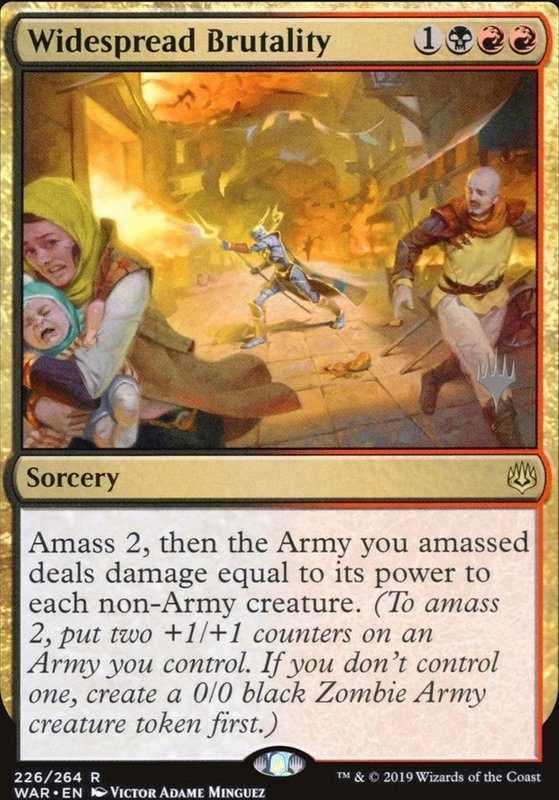 Widespread Brutality 1
Sorcery
Amass 2, then the Army you amassed
deals damage equal to its power to
each non-Army creature. (To amass
2, put two +1/+1 counters on an
Army you control. If you don’t control
one, create a 0/0 black Zombie Army
creature token first.)
226/264 R
WAR • EN Victor Adame Minguez
™ & © 2019 Wizards of the Coast